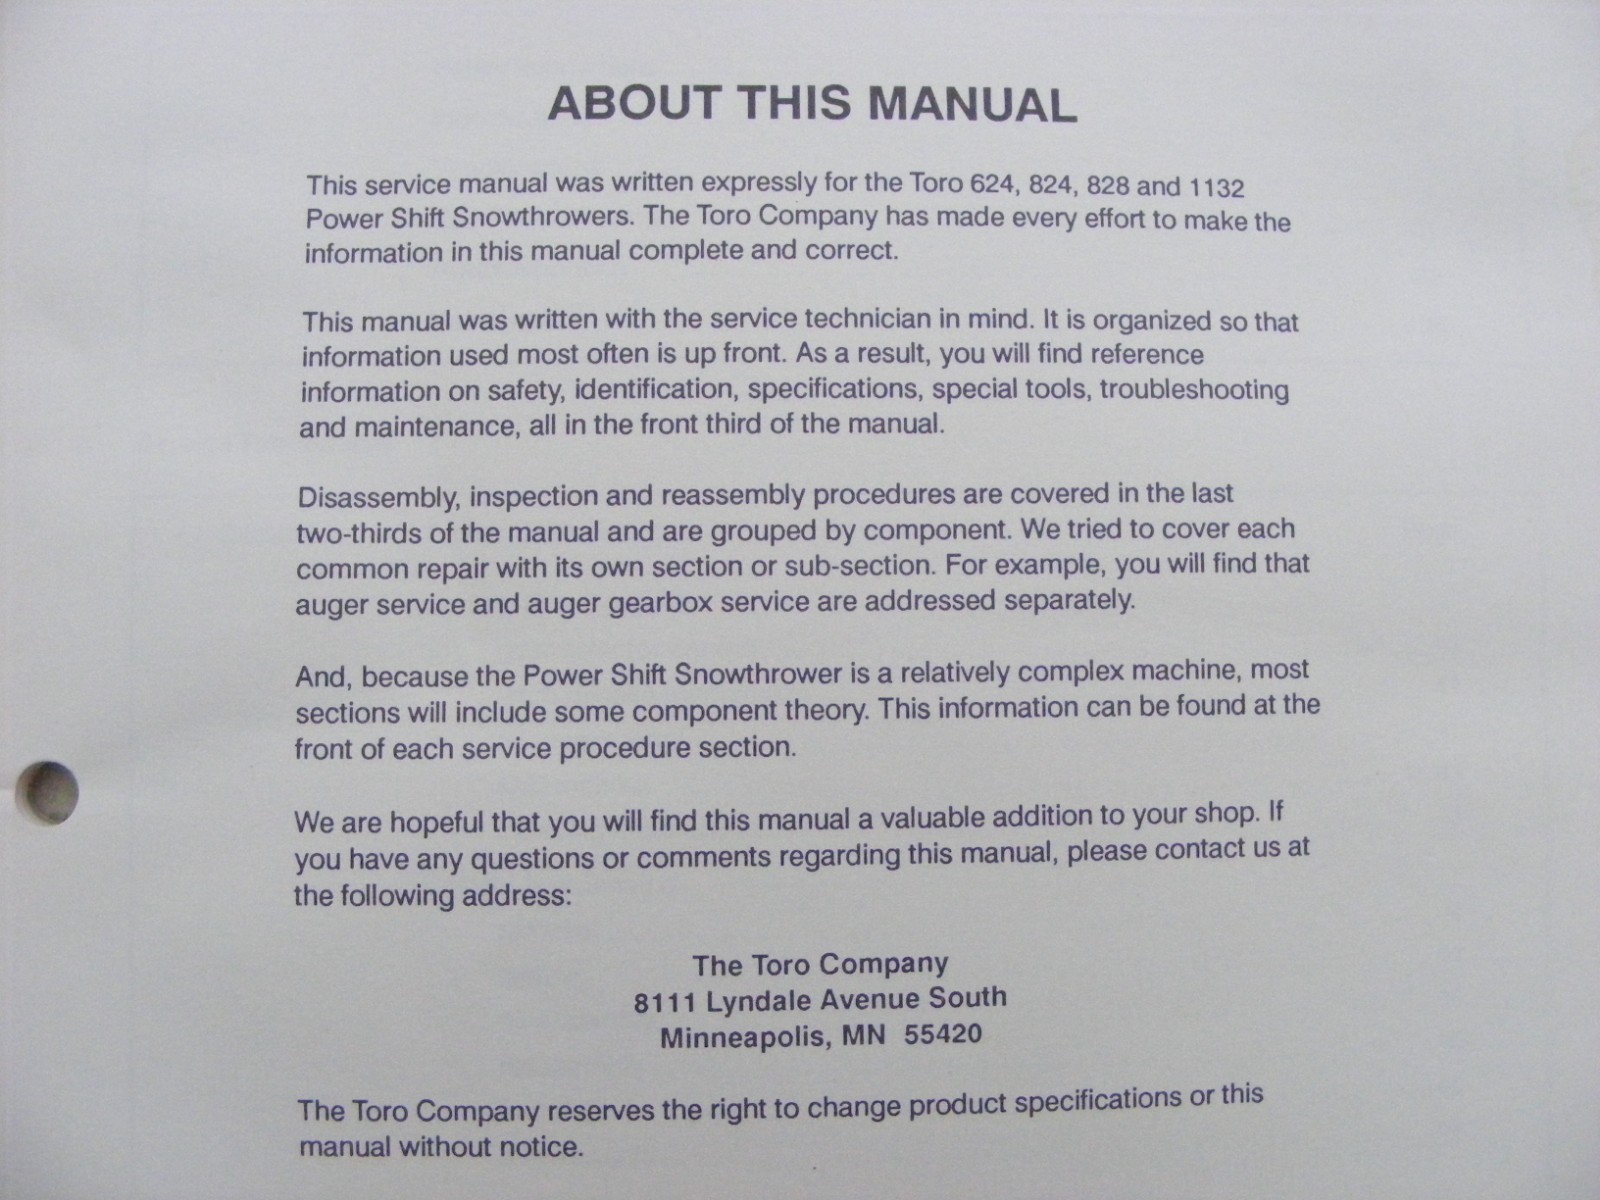 ABOUT THIS MANUAL
This service manual was written expressly for the Toro 624, 824, 828 and 1132
Power Shift Snowthrowers. The Toro Company has made every effort to make the
information in this manual complete and correct.
This manual was written with the service technician in mind. It is organized so that
information used most often is up front. As a result, you will find reference
information on safety, identification, specifications, special tools, troubleshooting
and maintenance, all in the front third of the manual.
Disassembly, inspection and reassembly procedures are covered in the last
two-thirds of the manual and are grouped by component. We tried to cover each
common repair with its own section or sub-section. For example, you will find that
auger service and auger gearbox service are addressed separately.
And, because the Power Shift Snowthrower is a relatively complex machine, most
sections will include some component theory. This information can be found at the
front of each service procedure section.
We are hopeful that you will find this manual a valuable addition to your shop. If
you have any questions or comments regarding this manual, please contact us at
the following address:
The Toro Company
8111 Lyndale Avenue South
Minneapolis, MN  55420
The Toro Company reserves the right to change product specifications or this
manual without notice.